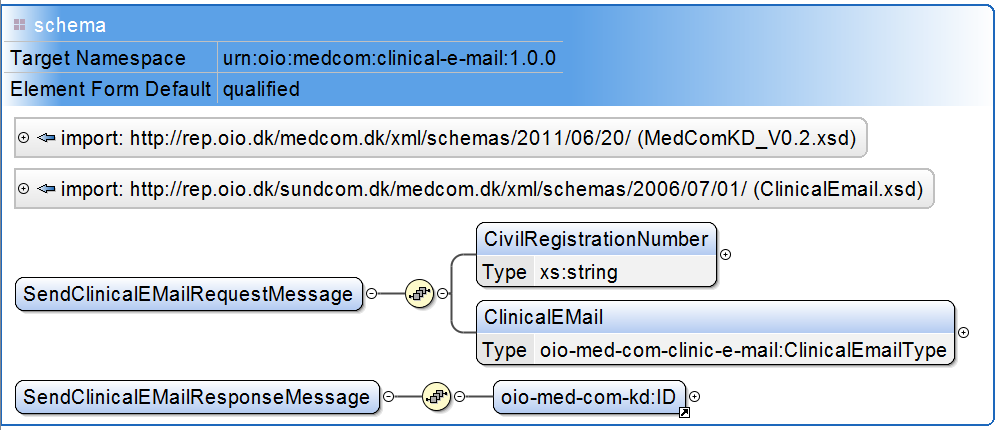 schema
Target Namespace urn:oio:medcom:clinical-e-mail:1.0.0
Element Form Default qualified
import: http://rep.oio.dk/medcom.dk/xml/schemas/2011/06/20/ (MedComKD_V0.2.xsd)
import: http://rep.oio.dk/sundcom.dk/medcom.dk/xml/schemas/2006/07/01/ (ClinicalEmail.xsd)
SendClinicalEMailRequestMessage
CivilRegistrationNumber
Type xs:string
ClinicalEMail
Type oio-med-com-clinic-e-mail:ClinicalEmailType
SendClinicalEMailResponseMessage
oio-med-com-kd:ID